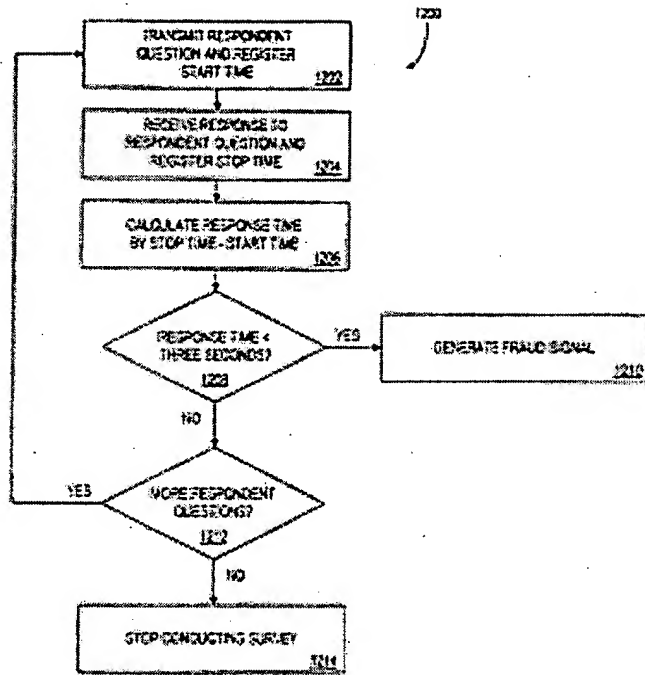 1200
TRANSMIT RESPONDENT
QUESTION AND REGISTER
START TIME
1202
RECEIVE RESPONSE TO
RESPONDENT QUESTION AND
REGISTER STOP TIME
1204
CALCULATE RESPONSE TIME
BY STOP TIME - START TIME
1206
RESPONSE TIME <
THREE SECONDS?
1208
YES
GENERATE FRAUD SIGNAL
1210
NO
YES
MORE RESPONDENT
QUESTIONS?
1212
NO
STOP CONDUCTING SURVEY
1214